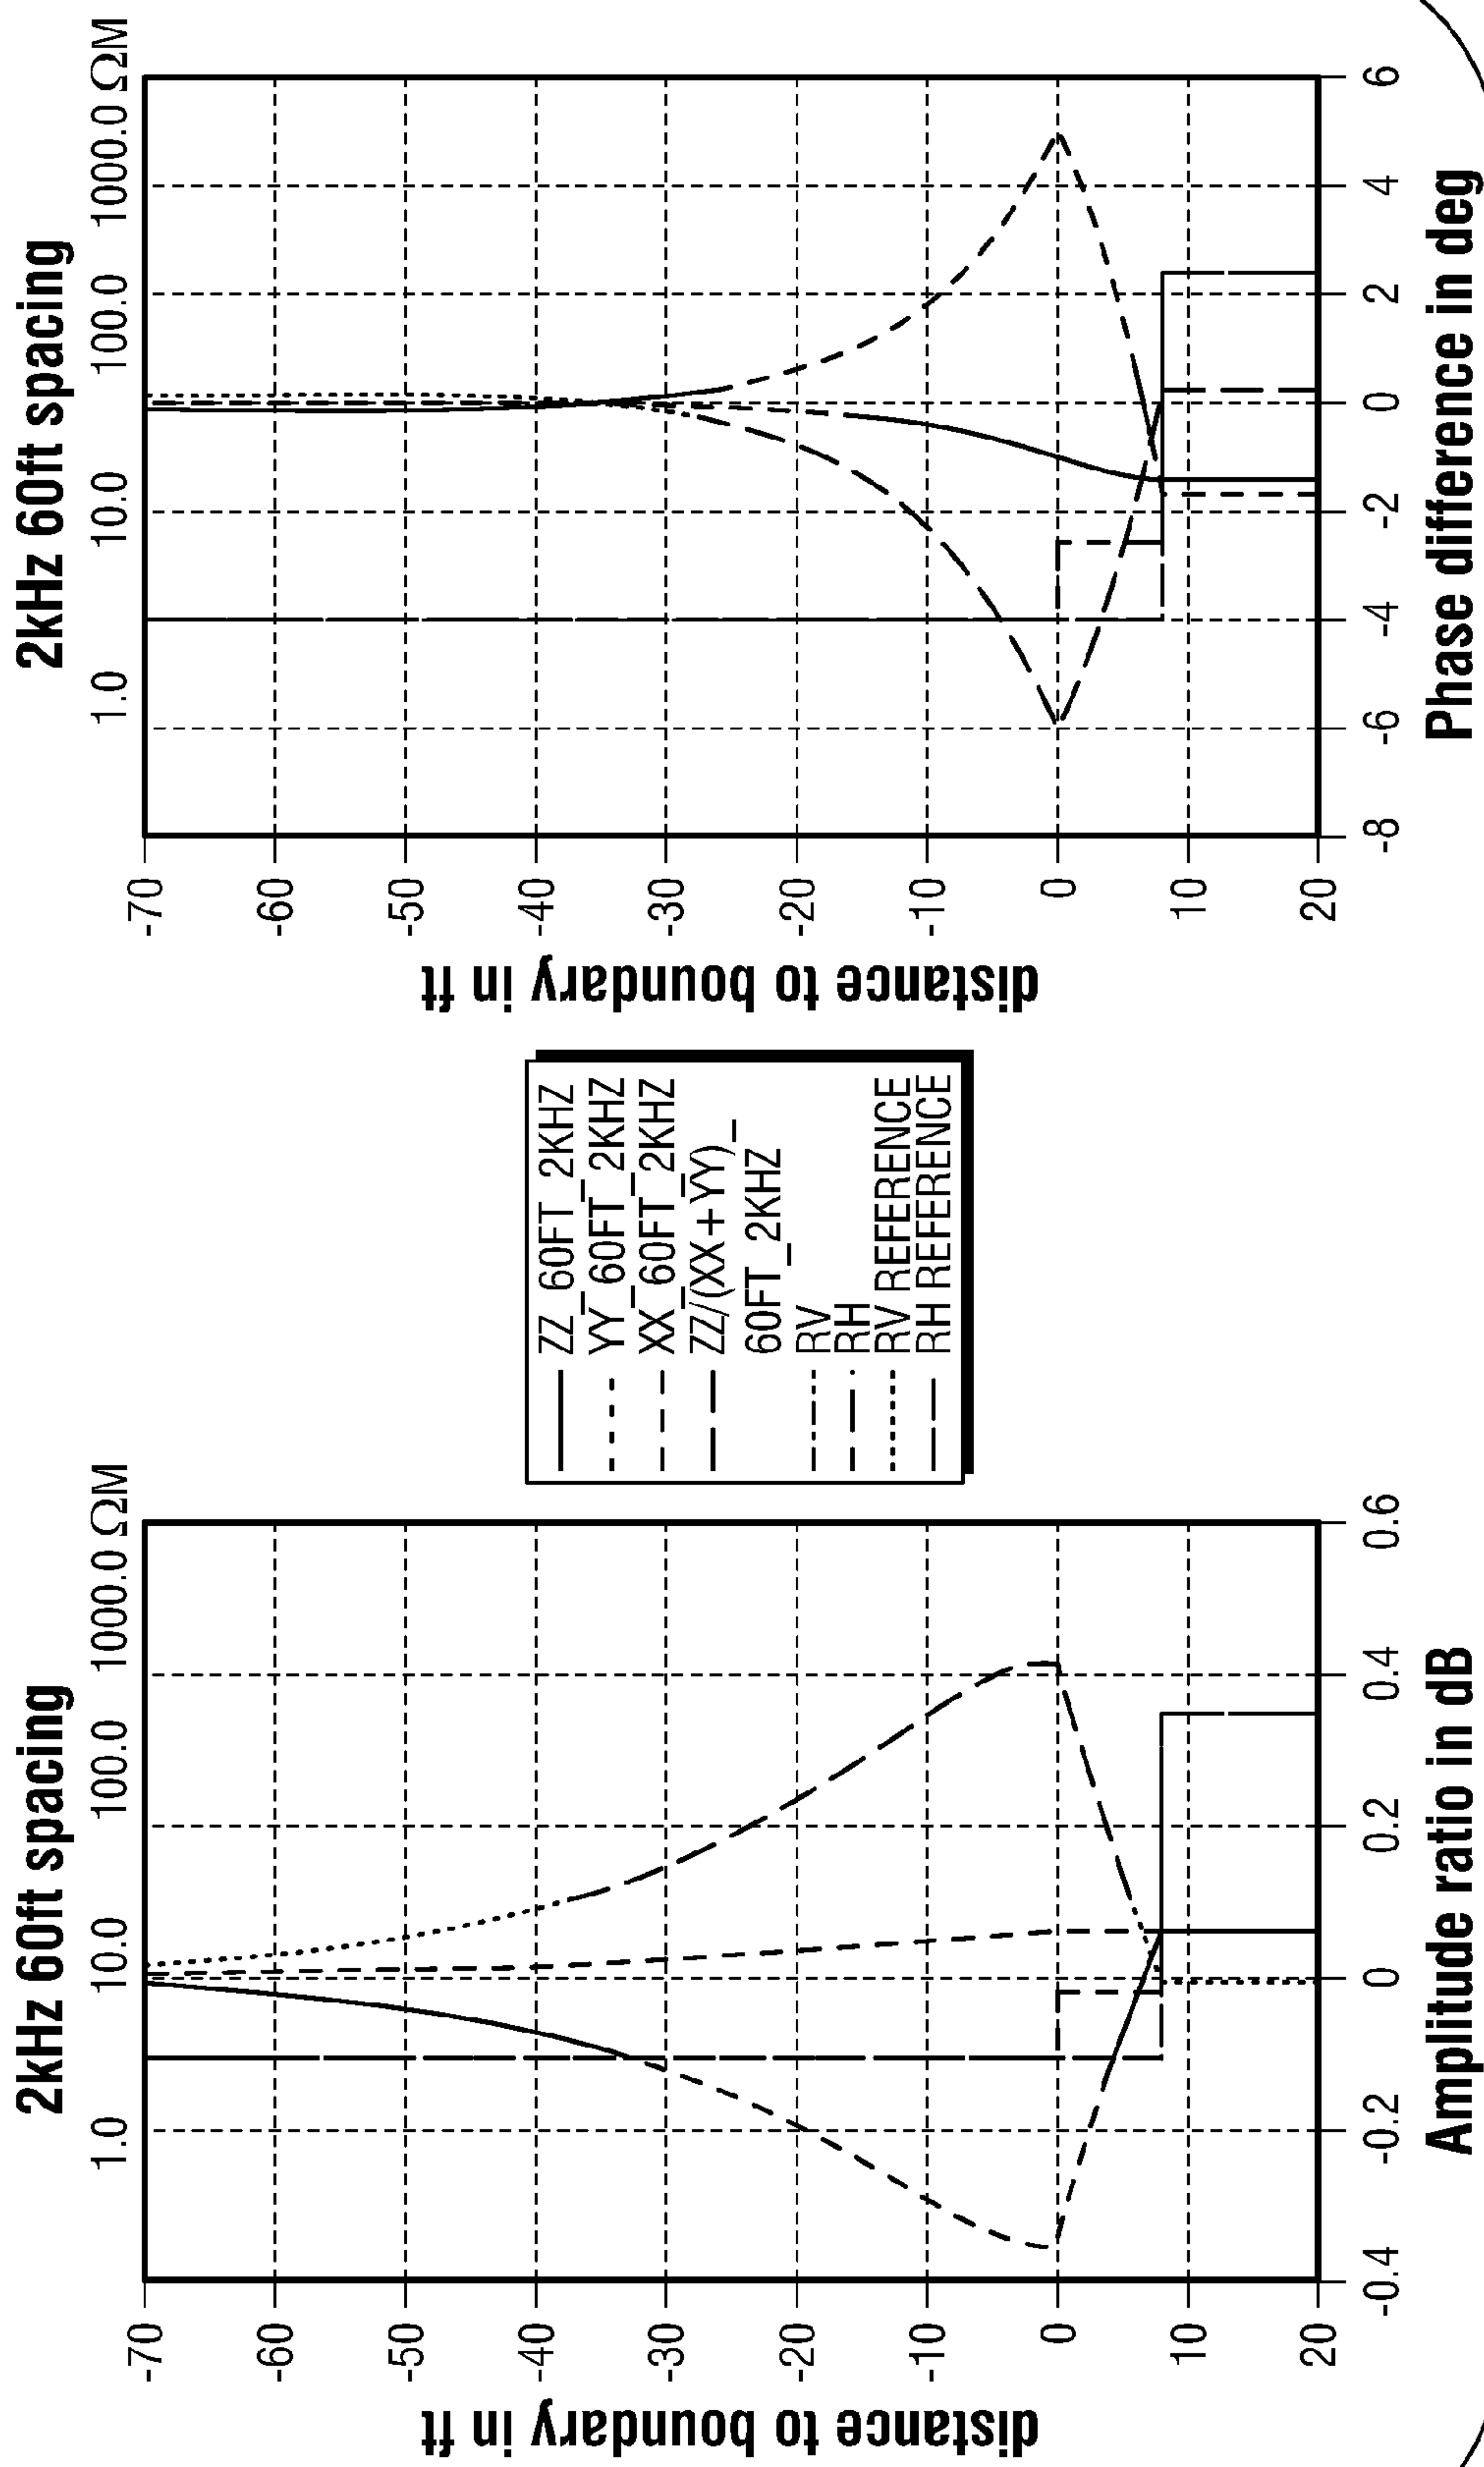 2kHz 60ft spacing
1.0 10.0 100.0 1000.0 ΩM
-70
-60
-50
-40
-30
-20
-10
0
10
20
distance to boundary in ft
-0.4 -0.2 0 0.2 0.4 0.6
Amplitude ratio in dB
ZZ_60FT_2KHZ
YY_60FT_2KHZ
XX_60FT_2KHZ
ZZ/(XX+YY)_
60FT_2KHZ
RV
RH
RV REFERENCE
RH REFERENCE
2kHz 60ft spacing
1.0 10.0 100.0 1000.0 ΩM
-70
-60
-50
-40
-30
-20
-10
0
10
20
distance to boundary in ft
-8 -6 -4 -2 0 2 4 6
Phase difference in deg